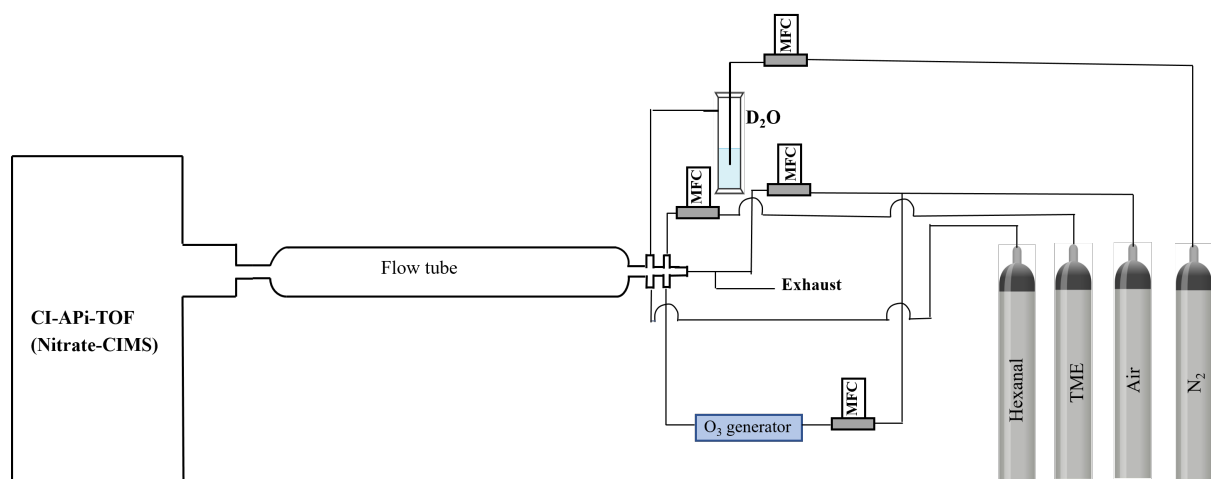 MFC
D₂O
MFC
MFC
Flow tube
Exhaust
CI-APi-TOF
(Nitrate-CIMS)
MFC
O₃ generator
Hexanal
TME
Air
N₂